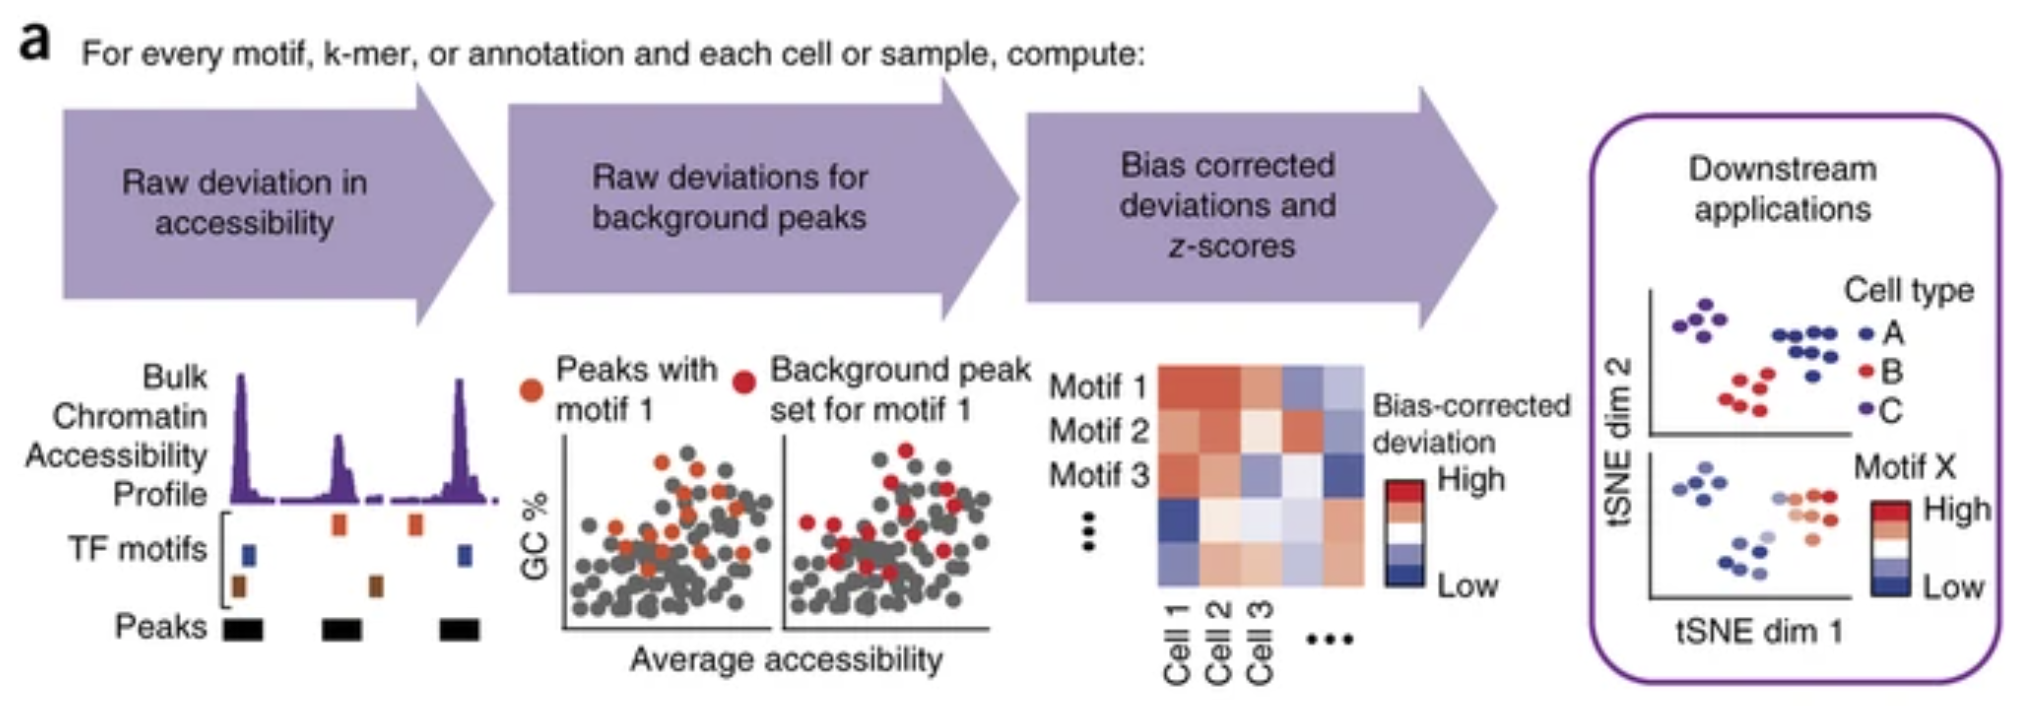 a
For every motif, k-mer, or annotation and each cell or sample, compute:
Raw deviation in
accessibility
Raw deviations for
background peaks
Bias corrected
deviations and
z-scores
Downstream
applications
Bulk
Chromatin
Accessibility
Profile
TF motifs
Peaks
Peaks with
motif 1
Background peak
set for motif 1
GC %
Average accessibility
Motif 1
Motif 2
Motif 3
Cell 1
Cell 2
Cell 3
Bias-corrected
deviation
High
Low
Cell type
A
B
C
Motif X
High
Low
tSNE dim 2
tSNE dim 1